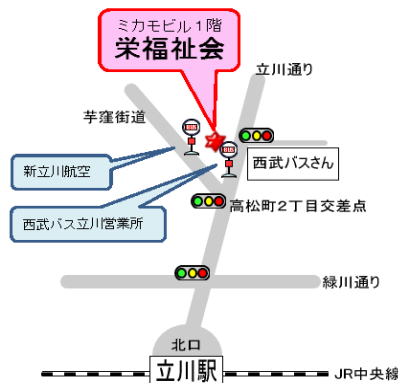 ミカモビル1階
栄福祉会
立川通り
芋窪街道
BUS
BUS
新立川航空
西武バスさん
西武バス立川営業所
高松町2丁目交差点
緑川通り
北口
立川駅
JR中央線